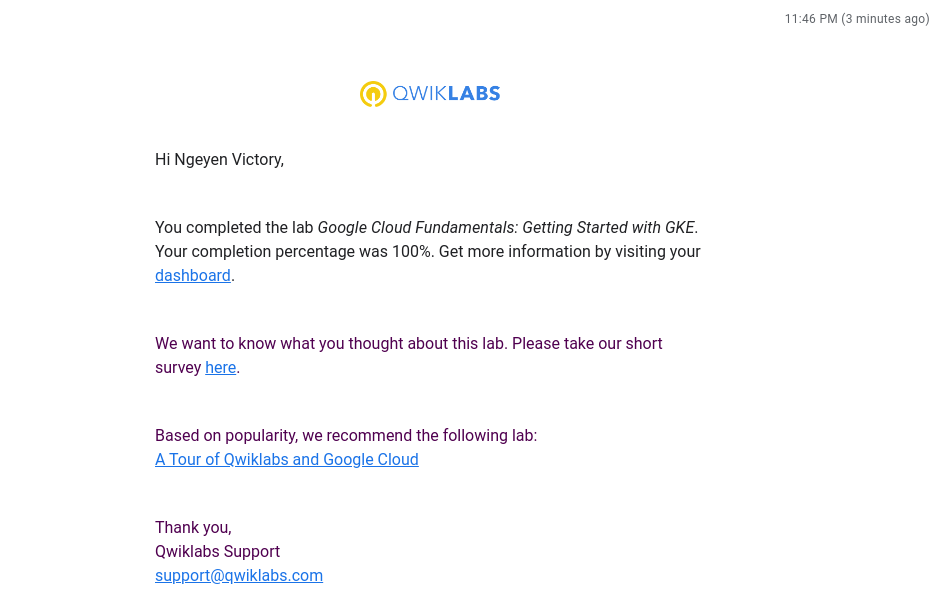 11:46 PM (3 minutes ago)
QWIKLABS
Hi Ngeyen Victory,
You completed the lab Google Cloud Fundamentals: Getting Started with GKE.
Your completion percentage was 100%. Get more information by visiting your
dashboard.
We want to know what you thought about this lab. Please take our short
survey here.
Based on popularity, we recommend the following lab:
A Tour of Qwiklabs and Google Cloud
Thank you,
Qwiklabs Support
support@qwiklabs.com